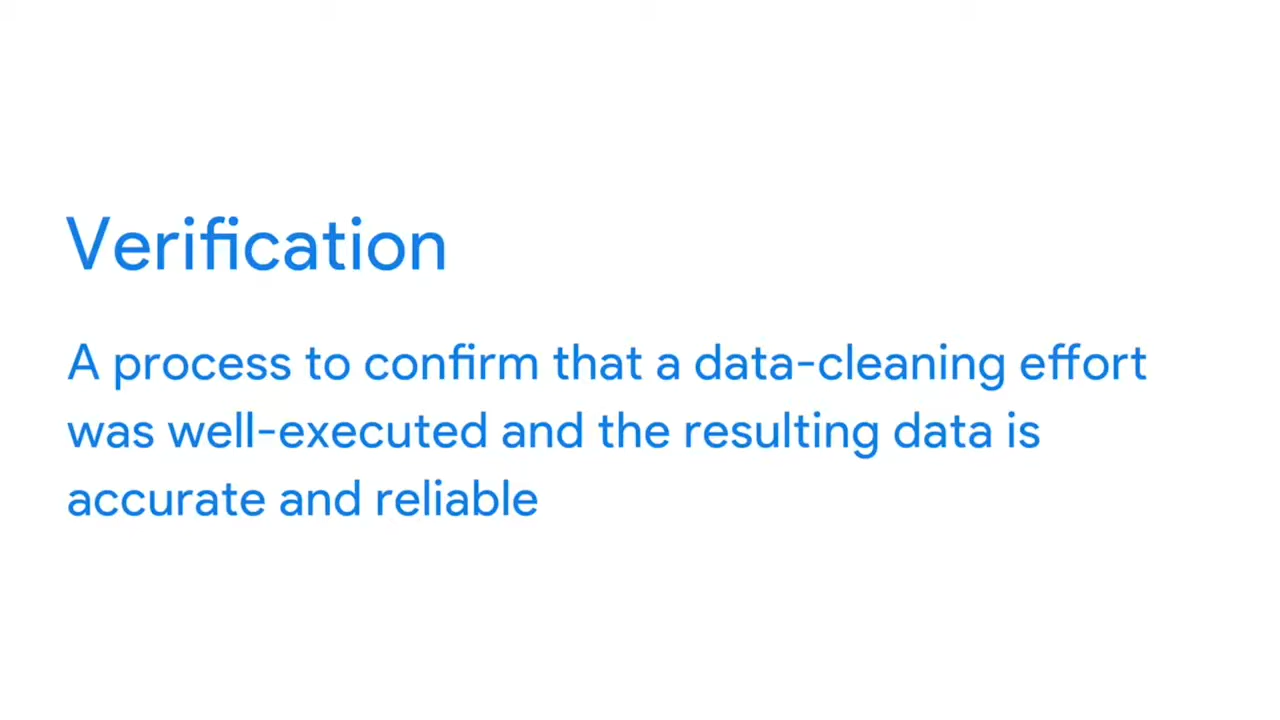 Verification
A process to confirm that a data-cleaning effort
was well-executed and the resulting data is
accurate and reliable